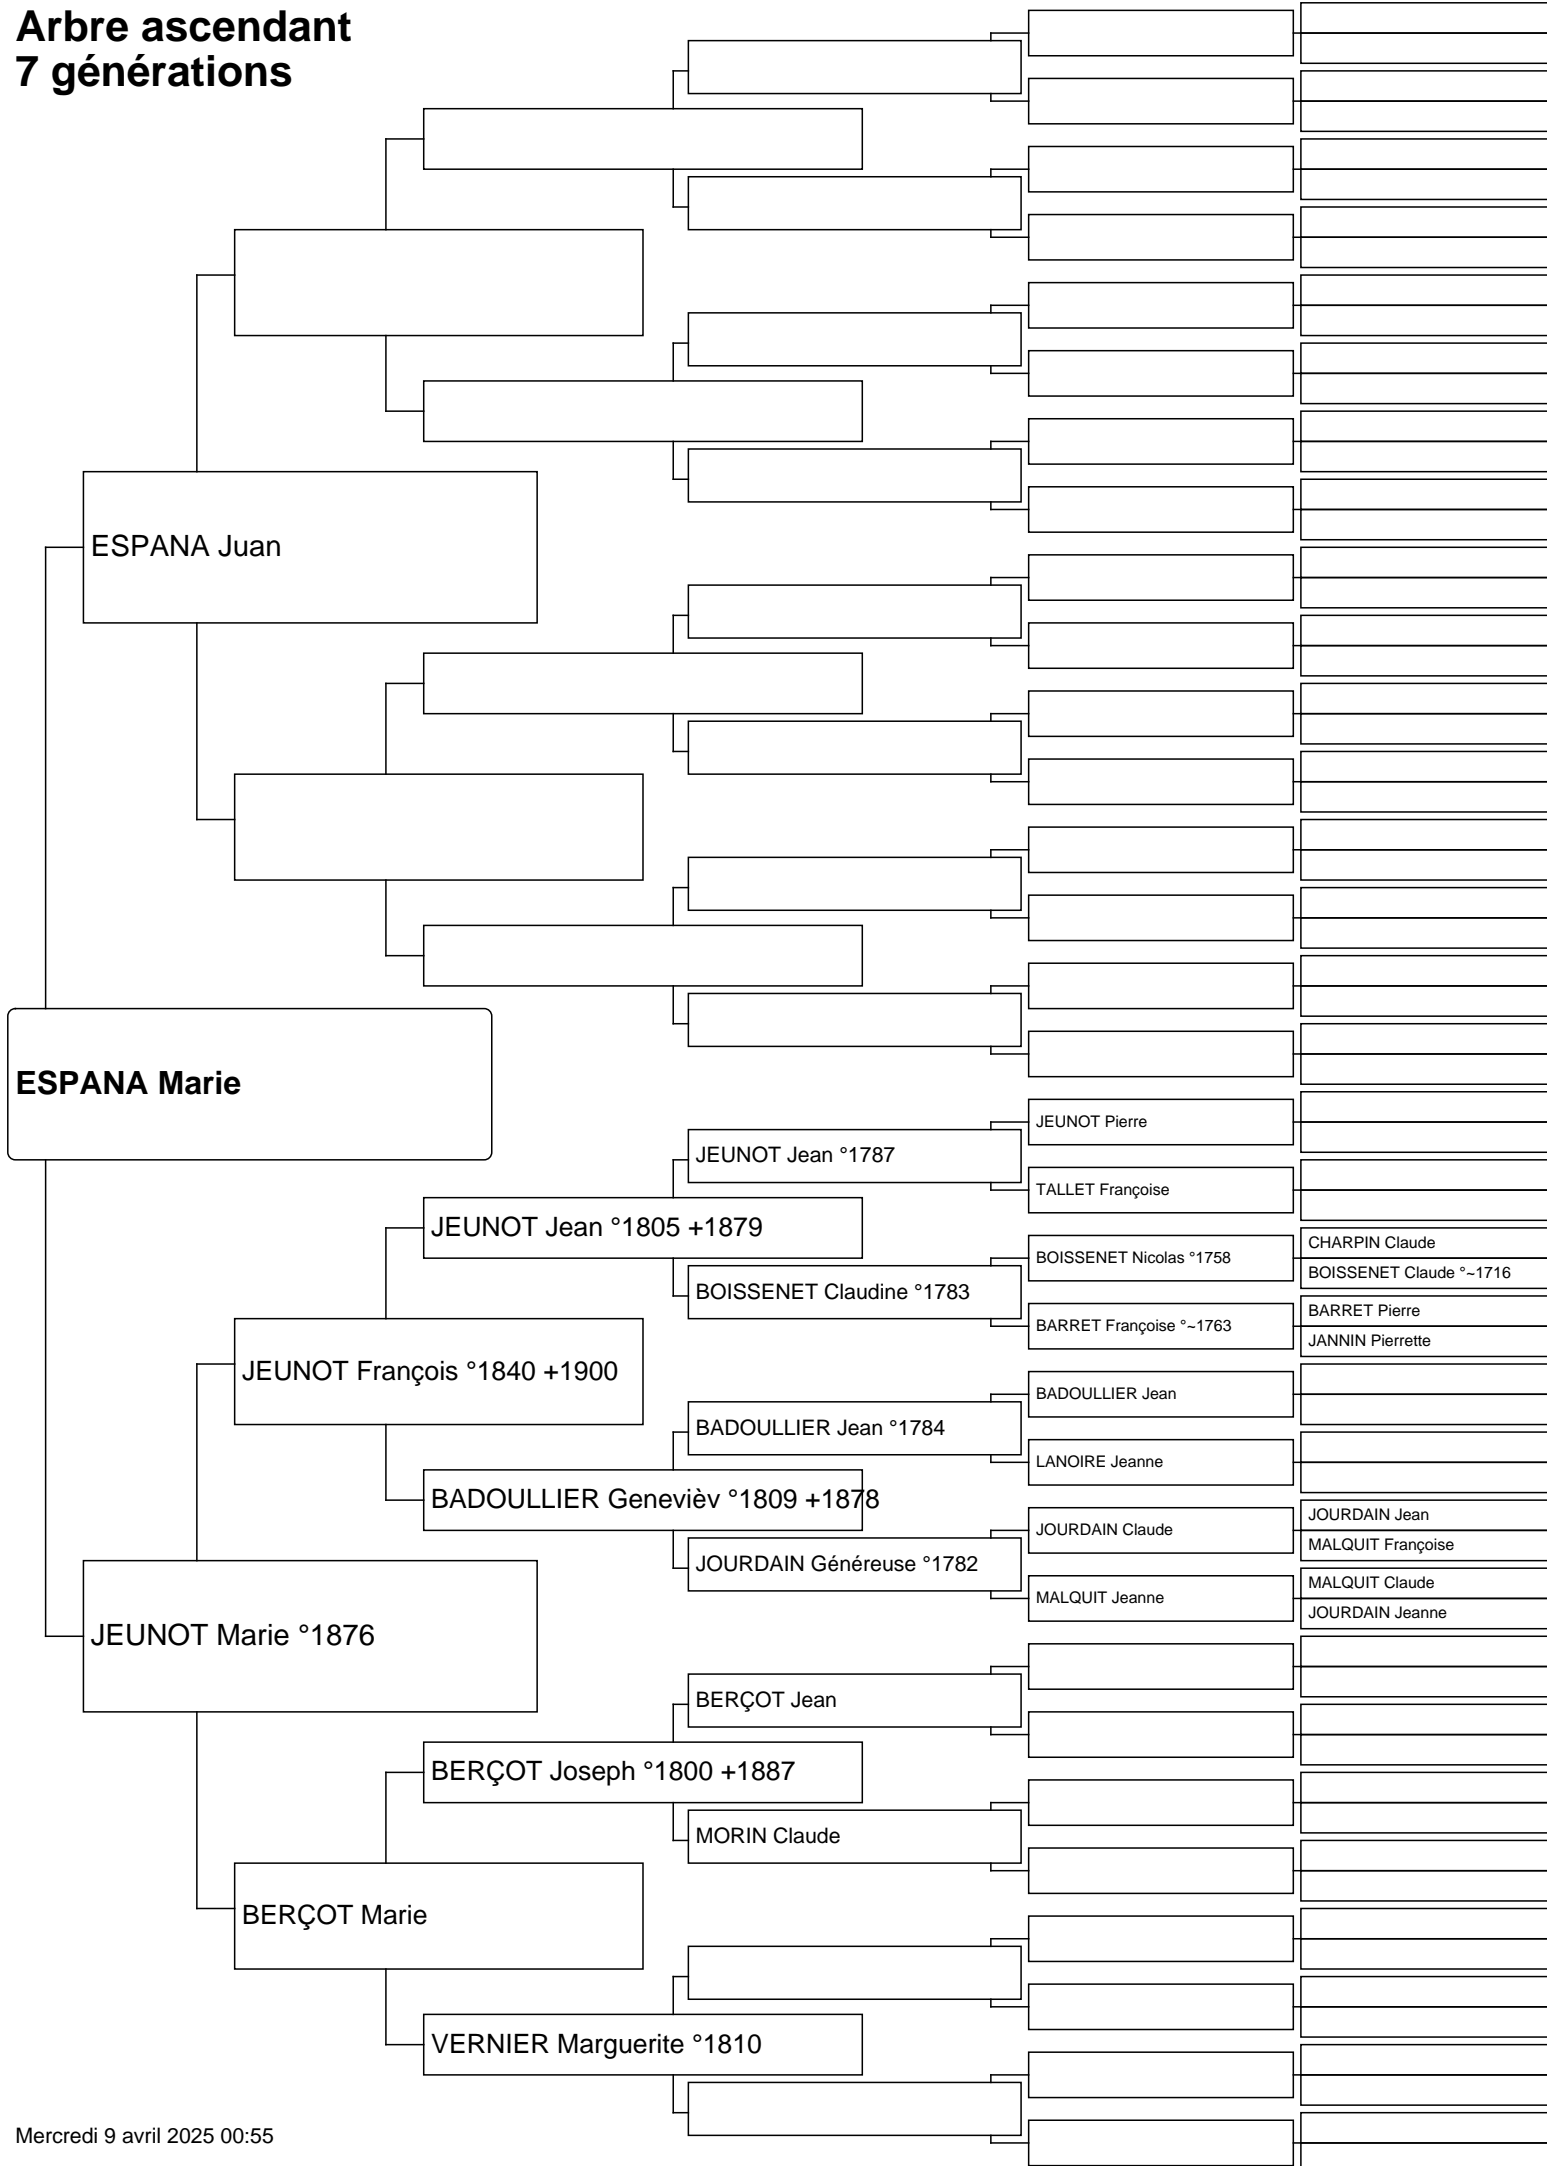 Arbre ascendant
7 générations
ESPANA Juan
ESPANA Marie
JEUNOT Pierre
JEUNOT Jean °1787
TALLET Françoise
JEUNOT Jean °1805 +1879
CHARPIN Claude
BOISSENET Nicolas °1758
BOISSENET Claude °~1716
BOISSENET Claudine °1783
BARRET Pierre
BARRET Françoise °~1763
JANNIN Pierrette
JEUNOT François °1840 +1900
BADOULLIER Jean
BADOULLIER Jean °1784
LANOIRE Jeanne
BADOULLIER Genevièv °1809 +1878
JOURDAIN Jean
JOURDAIN Claude
MALQUIT Françoise
JOURDAIN Généreuse °1782
MALQUIT Claude
MALQUIT Jeanne
JOURDAIN Jeanne
JEUNOT Marie °1876
BERÇOT Jean
BERÇOT Joseph °1800 +1887
MORIN Claude
BERÇOT Marie
VERNIER Marguerite °1810
Mercredi 9 avril 2025 00:55